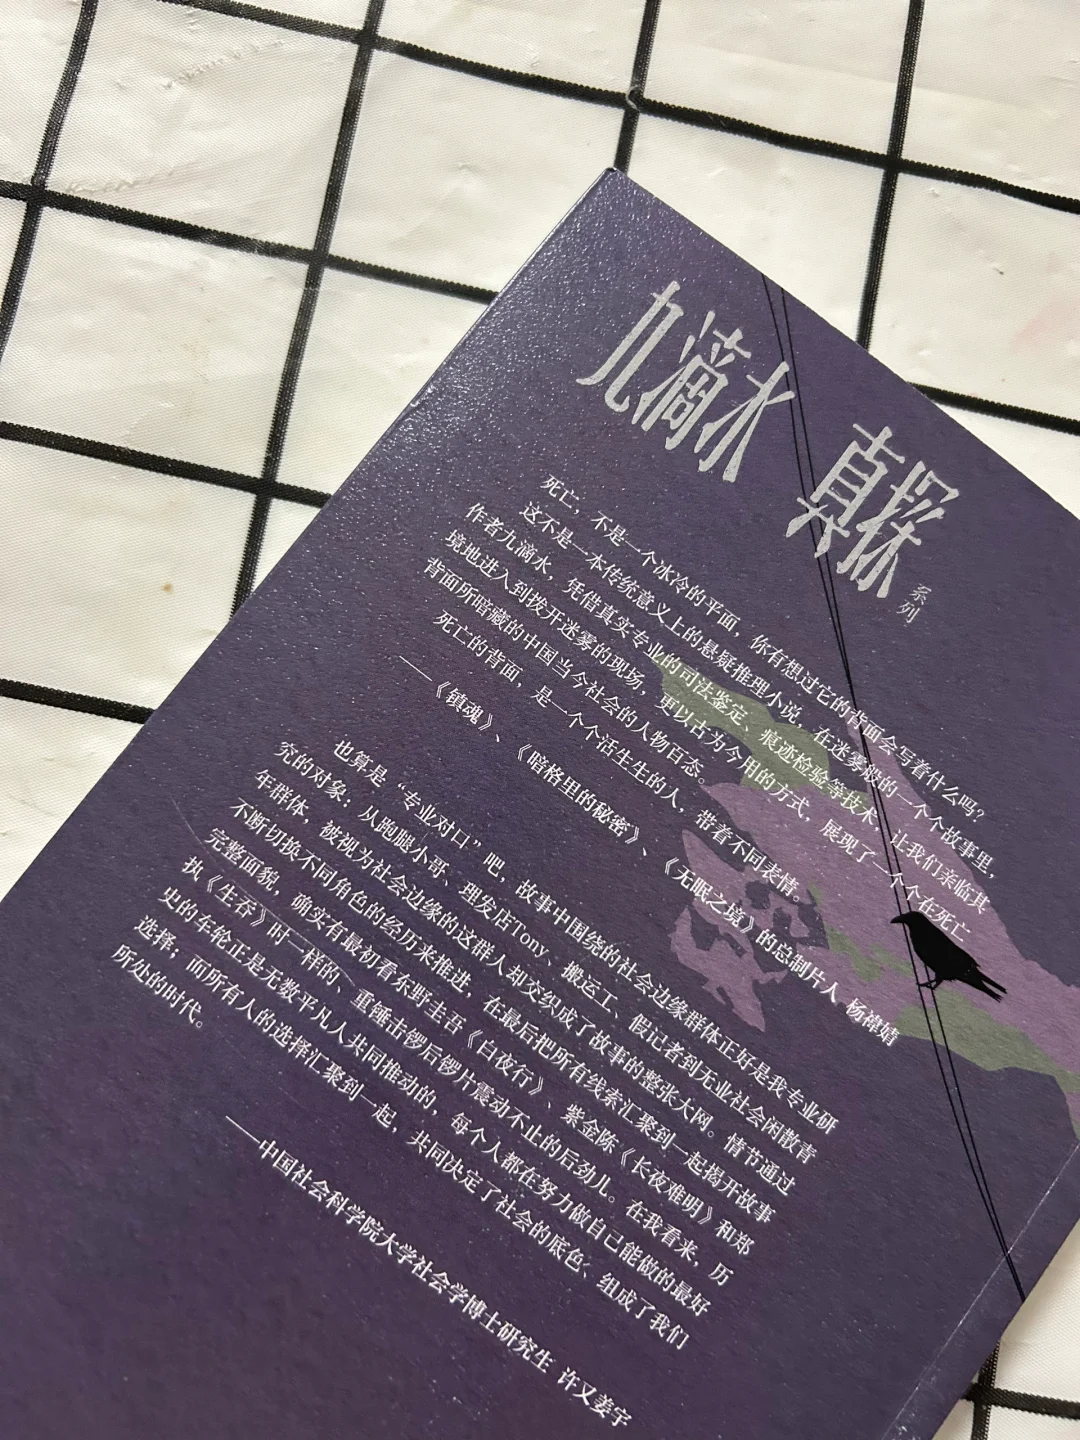 九滴水 真探
系列
死亡，不是一个冰冷的平面，你有想过它的背面会写着什么吗？
这不是一本传统意义上的悬疑推理小说，在迷雾般的一个个故事里，
作者九滴水，凭借真实专业的司法鉴定、痕迹检验等技术，让我们亲临其
境地进入到拨开迷雾的现场，更以古为今用的方式，展现了一个个在死亡
背面所暗藏的中国当今社会的人物百态。
死亡的背面，是一个个活生生的人，带着不同表情。
——《镇魂》、《暗格里的秘密》、《无眠之境》的总制片人 杨禕婧
也算是“专业对口”吧，故事中围绕的社会边缘群体正好是我专业研
究的对象：从跑腿小哥、理发店Tony、搬运工、假记者到无业社会闲散青
年群体，被视为社会边缘的这群人却交织成了故事的整张大网。情节通过
不断切换不同角色的经历来推进，在最后把所有线索汇聚到一起揭开故事
完整面貌，确实有最初看东野圭吾《白夜行》、紫金陈《长夜难明》和郑
执《生吞》时一样的、重锤击锣后锣片震动不止的后劲儿。在我看来，历
史的车轮正是无数平凡人共同推动的，每个人都在努力做自己能做的最好
选择；而所有人的选择汇聚到一起，共同决定了社会的底色、组成了我们
所处的时代。
——中国社会科学院大学社会学博士研究生 许又姜宇